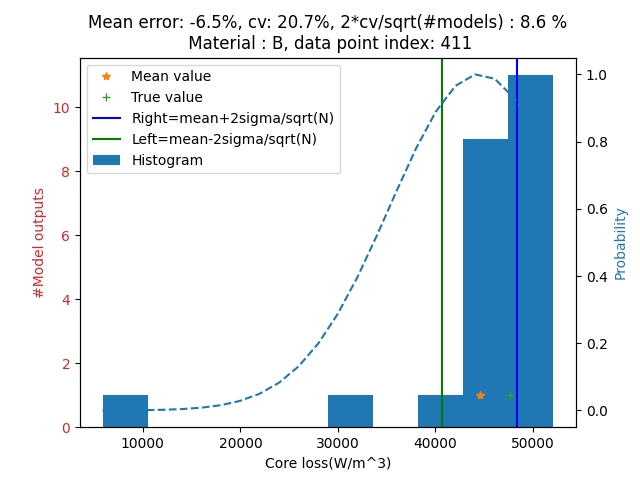 Mean error: -6.5%, cv: 20.7%, 2*cv/sqrt(#models) : 8.6 %
Material : B, data point index: 411
Mean value
True value
Right=mean+2sigma/sqrt(N)
Left=mean-2sigma/sqrt(N)
Histogram
#Model outputs
10
8
6
4
2
0
1.0
0.8
0.6
0.4
0.2
0.0
Probability
10000 20000 30000 40000 50000
Core loss(W/m^3)